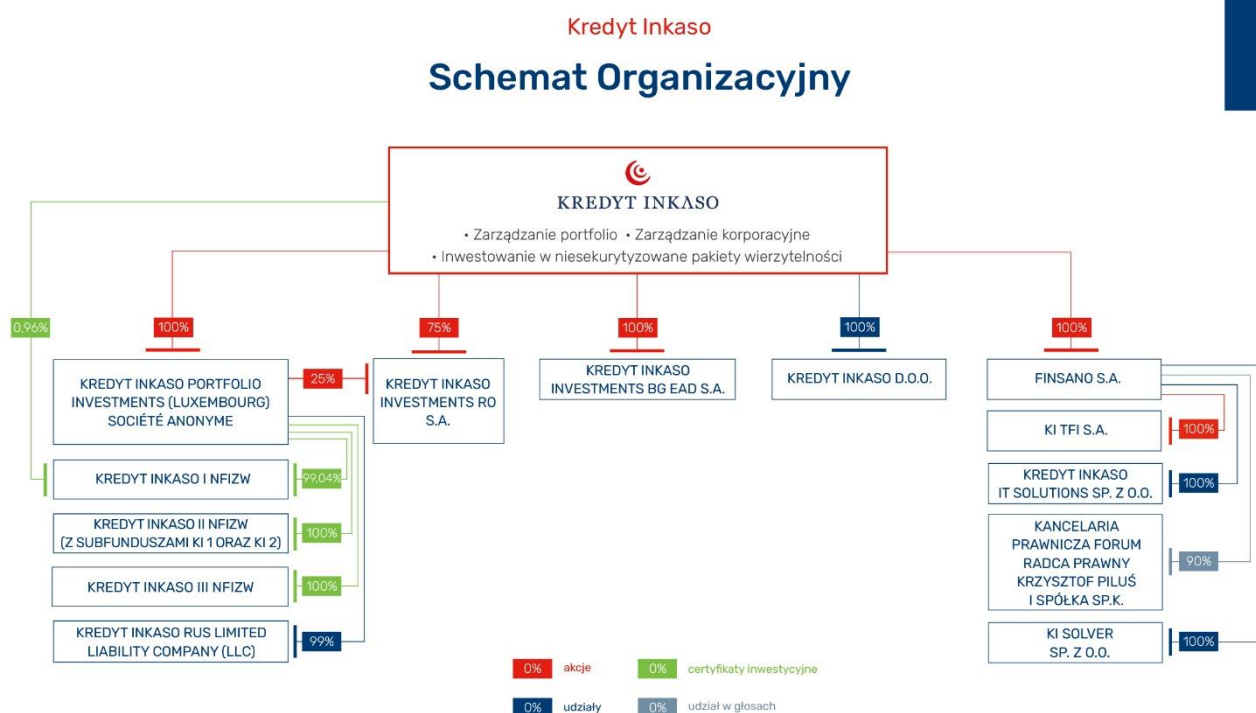 Kredyt Inkaso
Schemat Organizacyjny
KREDYT INKASO
• Zarządzanie portfolio • Zarządzanie korporacyjne
• Inwestowanie w niesekurytyzowane pakiety wierzytelności
0,96%
100%
75%
100%
100%
100%
KREDYT INKASO PORTFOLIO
INVESTMENTS (LUXEMBOURG)
SOCIÉTÉ ANONYME
25%
KREDYT INKASO
INVESTMENTS RO
S.A.
KREDYT INKASO
INVESTMENTS BG EAD S.A.
KREDYT INKASO D.O.O.
FINSANO S.A.
KI TFI S.A.
100%
KREDYT INKASO I NFIZW
99,04%
KREDYT INKASO
IT SOLUTIONS SP. Z O.O.
100%
KREDYT INKASO II NFIZW
(Z SUBFUNDUSZAMI KI 1 ORAZ KI 2)
100%
KANCELARIA
PRAWNICZA FORUM
RADCA PRAWNY
KRZYSZTOF PILUŚ
I SPÓŁKA SP.K.
90%
KREDYT INKASO III NFIZW
100%
KREDYT INKASO RUS LIMITED
LIABILITY COMPANY (LLC)
99%
KI SOLVER
SP. Z O.O.
100%
0% akcje
0% certyfikaty inwestycyjne
0% udziały
0% udział w głosach